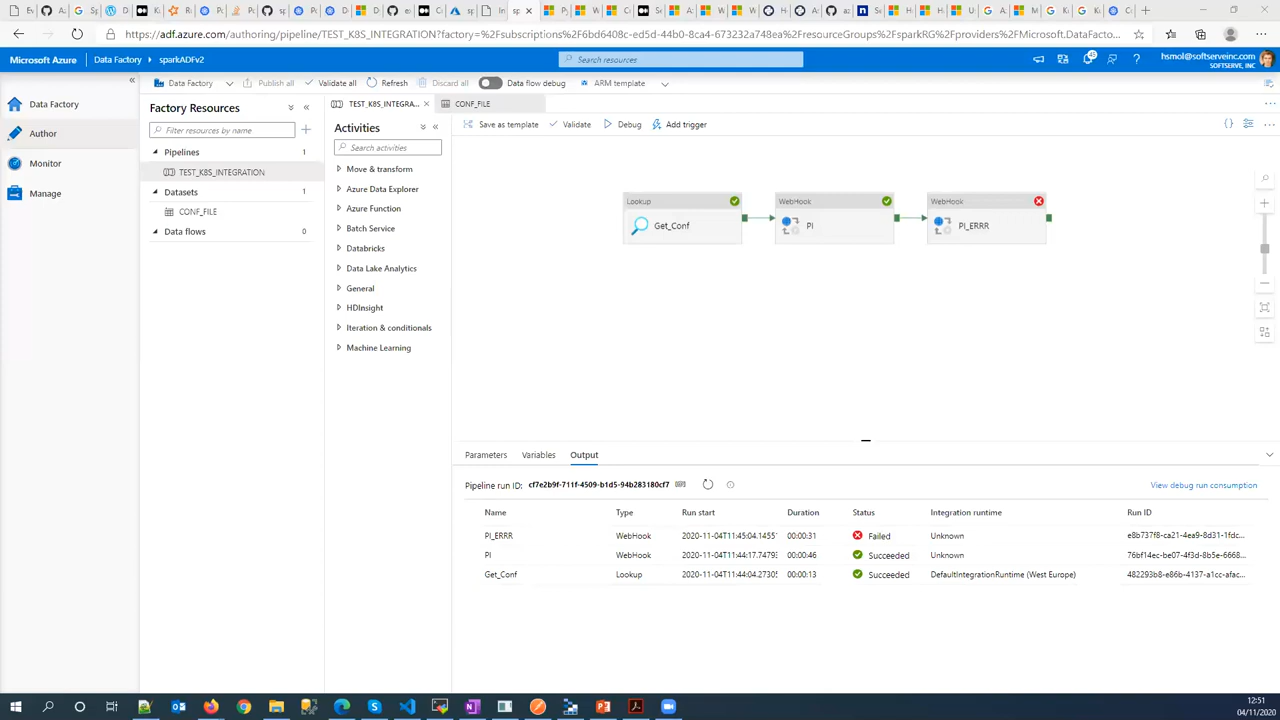 https://adf.azure.com/authoring/pipeline/TEST_K8S_INTEGRATION?factory=%2Fsubscriptions%2F6bd6408c-ed5d-44b0-8ca4-673232a748ea%2FresourceGroups%2FsparkRG%2Fproviders%2FMicrosoft.DataFacto...
Microsoft Azure
Data Factory
sparkADFv2
Search resources
hsmol@softserveinc.com
SOFTSERVE, INC
Data Factory
Publish all
Validate all
Refresh
Discard all
Data flow debug
ARM template
Data Factory
Author
Monitor
Manage
Factory Resources
Filter resources by name
Pipelines 1
TEST_K8S_INTEGRATION
Datasets 1
CONF_FILE
Data flows 0
TEST_K8S_INTEGRA...
CONF_FILE
Activities
Search activities
Move & transform
Azure Data Explorer
Azure Function
Batch Service
Databricks
Data Lake Analytics
General
HDInsight
Iteration & conditionals
Machine Learning
Save as template
Validate
Debug
Add trigger
Lookup
Get_Conf
WebHook
PI
WebHook
PI_ERRR
Parameters
Variables
Output
Pipeline run ID: cf7e2b9f-711f-4509-b1d5-94b283180cf7
View debug run consumption
Name Type Run start Duration Status Integration runtime Run ID
PI_ERRR WebHook 2020-11-04T11:45:04.1455 00:00:31 Failed Unknown e8b737f8-ca21-4ea9-8d31-1fdc...
PI WebHook 2020-11-04T11:44:17.7479 00:00:46 Succeeded Unknown 76bf14ec-be07-4f3d-8b5e-6668...
Get_Conf Lookup 2020-11-04T11:44:04.2730 00:00:13 Succeeded DefaultIntegrationRuntime (West Europe) 482293b8-e86b-4137-a1cc-afac...
12:51
04/11/2020